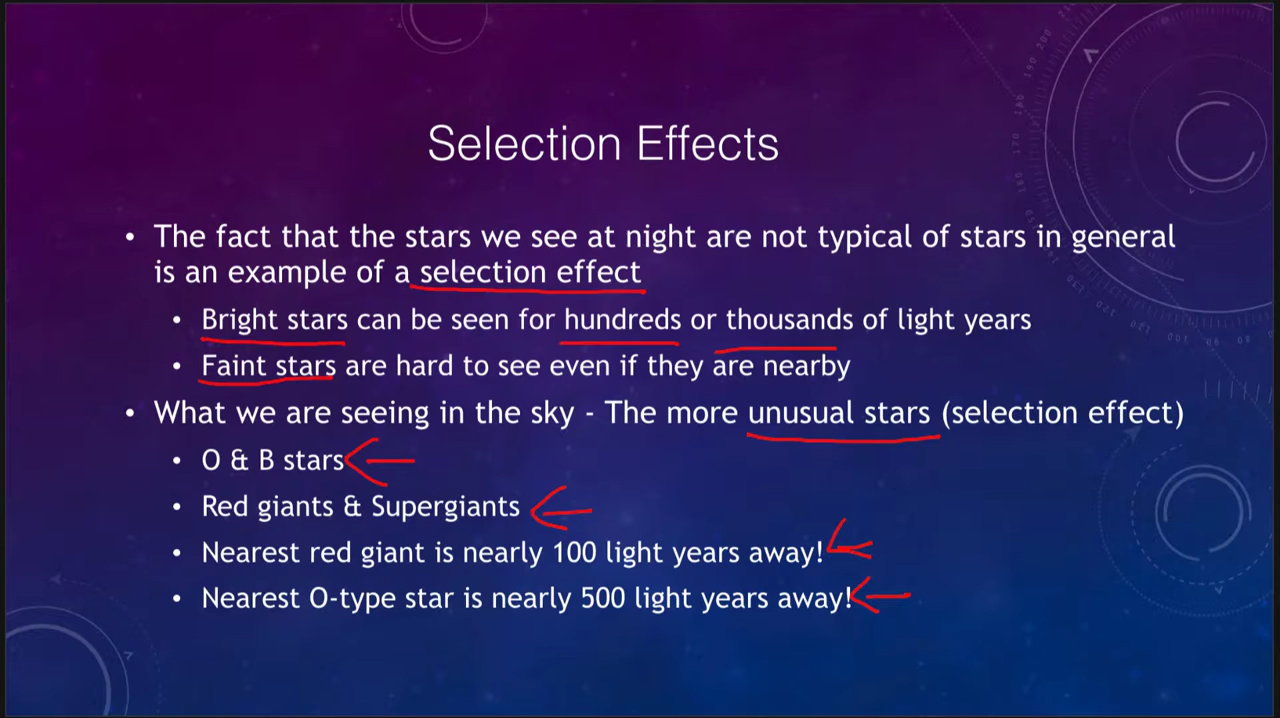 Selection Effects
• The fact that the stars we see at night are not typical of stars in general
is an example of a selection effect
• Bright stars can be seen for hundreds or thousands of light years
• Faint stars are hard to see even if they are nearby
• What we are seeing in the sky - The more unusual stars (selection effect)
• O & B stars
• Red giants & Supergiants
• Nearest red giant is nearly 100 light years away!
• Nearest O-type star is nearly 500 light years away!